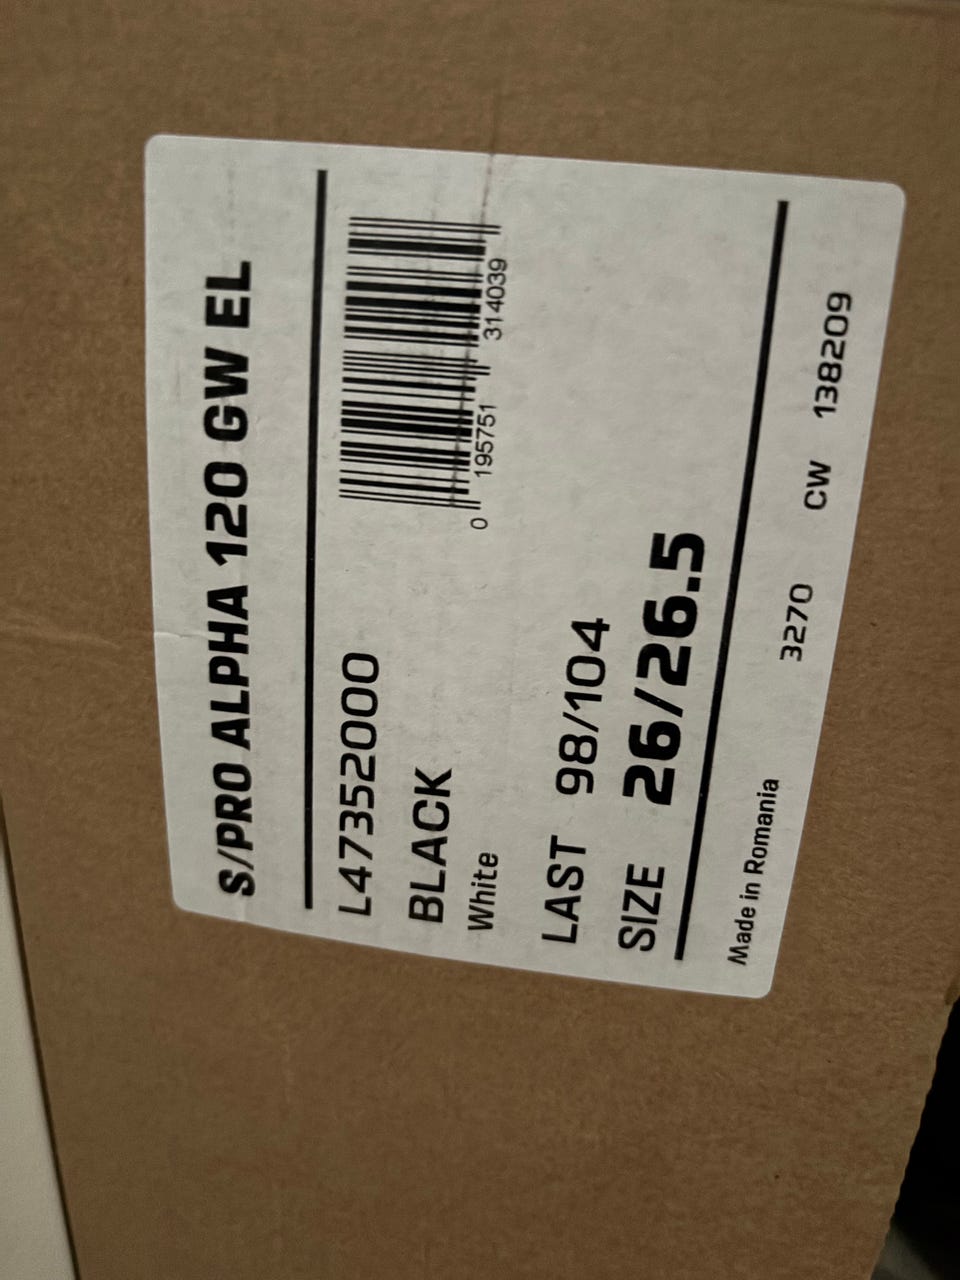 S/PRO ALPHA 120 GW EL
L47352000
BLACK
White
0 195751 314039
LAST 98/104
SIZE 26/26.5
Made in Romania 3270 CW 138209